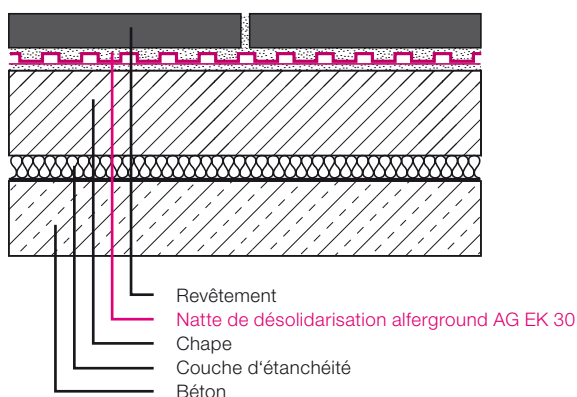 Revêtement
Natte de désolidarisation alferground AG EK 30
Chape
Couche d‘étanchéité
Béton